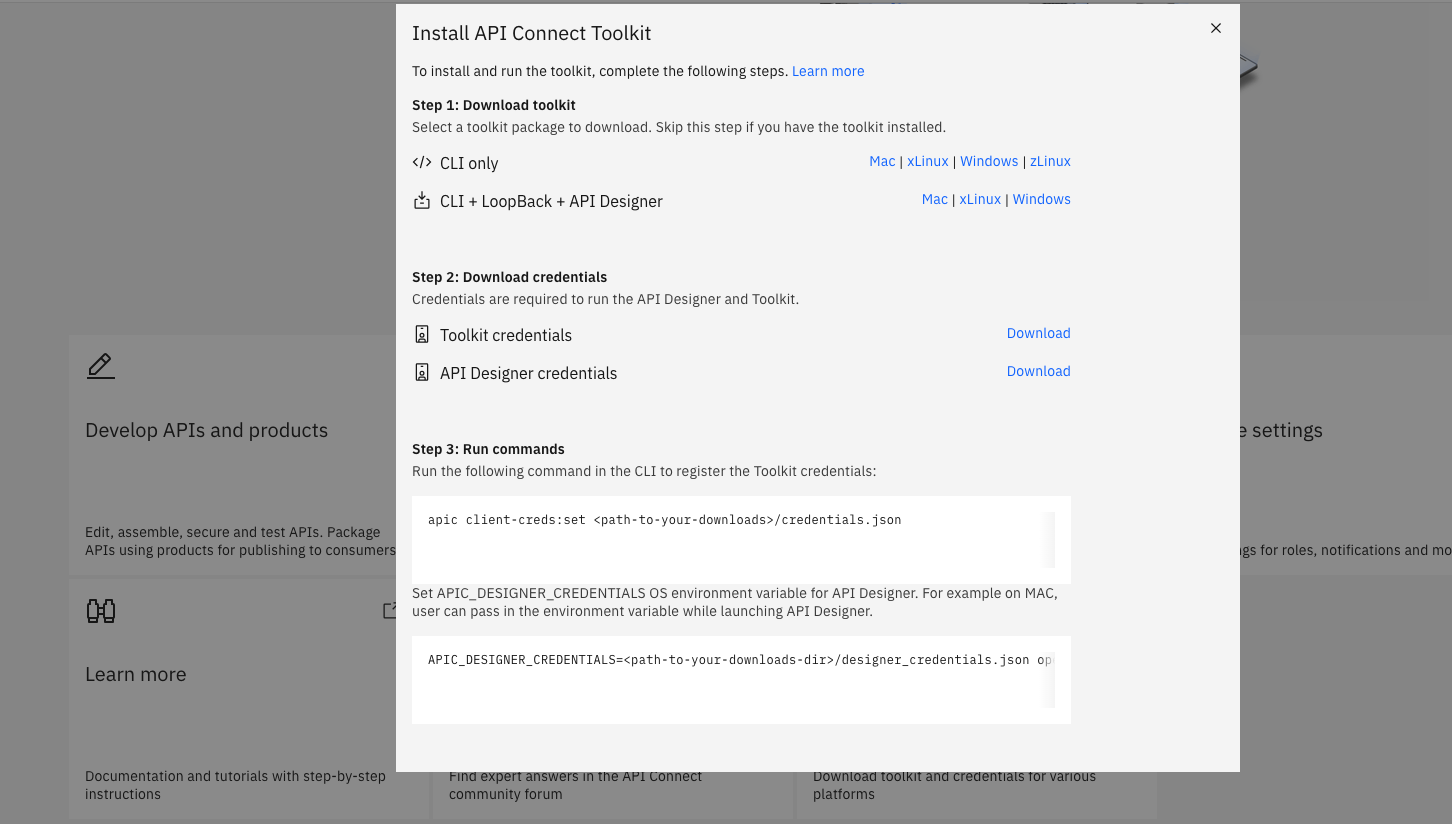 Install API Connect Toolkit
To install and run the toolkit, complete the following steps. Learn more
Step 1: Download toolkit
Select a toolkit package to download. Skip this step if you have the toolkit installed.
CLI only
Mac | xLinux | Windows | zLinux
CLI + LoopBack + API Designer
Mac | xLinux | Windows
Step 2: Download credentials
Credentials are required to run the API Designer and Toolkit.
Toolkit credentials
Download
API Designer credentials
Download
Step 3: Run commands
Run the following command in the CLI to register the Toolkit credentials:
apic client-creds:set <path-to-your-downloads>/credentials.json
Set APIC_DESIGNER_CREDENTIALS OS environment variable for API Designer. For example on MAC,
user can pass in the environment variable while launching API Designer.
APIC_DESIGNER_CREDENTIALS=<path-to-your-downloads-dir>/designer_credentials.json op
Develop APIs and products
Edit, assemble, secure and test APIs. Package
APIs using products for publishing to consumers
settings
for roles, notifications and mo
Learn more
Documentation and tutorials with step-by-step
instructions
Find expert answers in the API Connect
community forum
Download toolkit and credentials for various
platforms